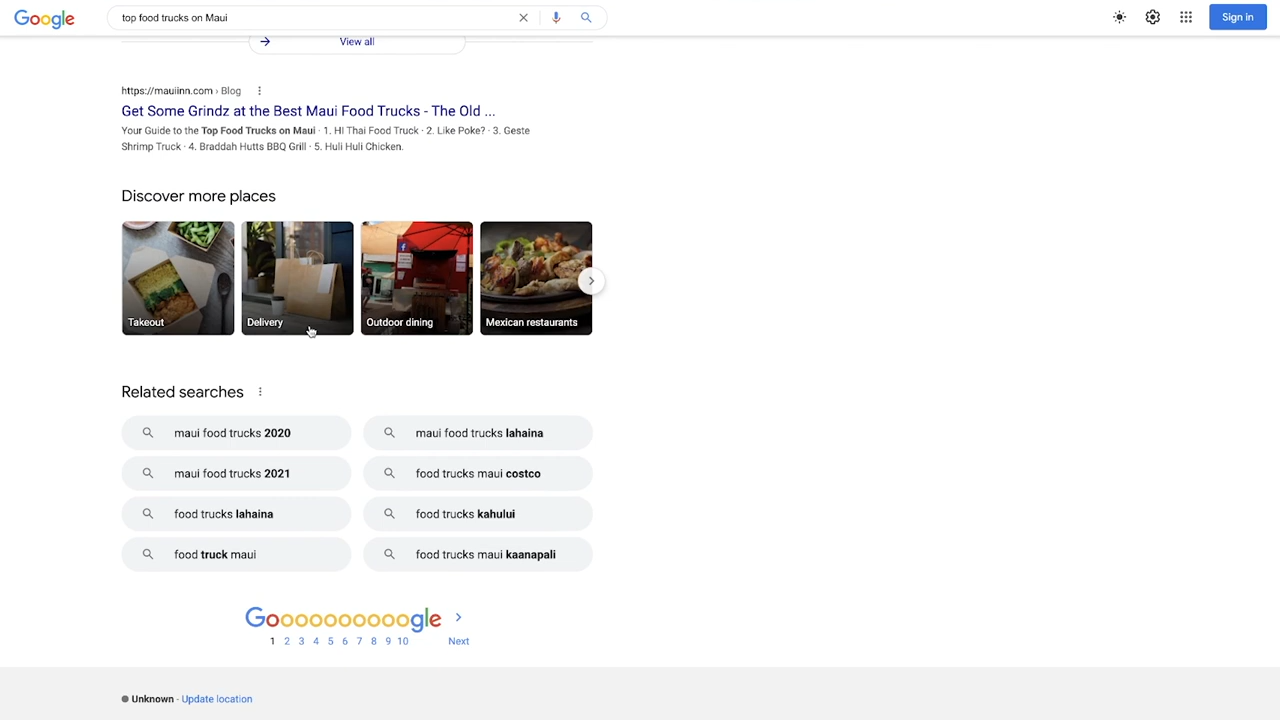 Google
top food trucks on Maui
Sign in
View all
https://mauiinn.com › Blog
Get Some Grindz at the Best Maui Food Trucks - The Old ...
Your Guide to the Top Food Trucks on Maui · 1. HI Thai Food Truck · 2. Like Poke? · 3. Geste
Shrimp Truck · 4. Braddah Hutts BBQ Grill · 5. Huli Huli Chicken.
Discover more places
Takeout
Delivery
Outdoor dining
Mexican restaurants
Related searches
maui food trucks 2020
maui food trucks lahaina
maui food trucks 2021
food trucks maui costco
food trucks lahaina
food trucks kahului
food truck maui
food trucks maui kaanapali
Goooooooooogle
1 2 3 4 5 6 7 8 9 10 Next
Unknown - Update location